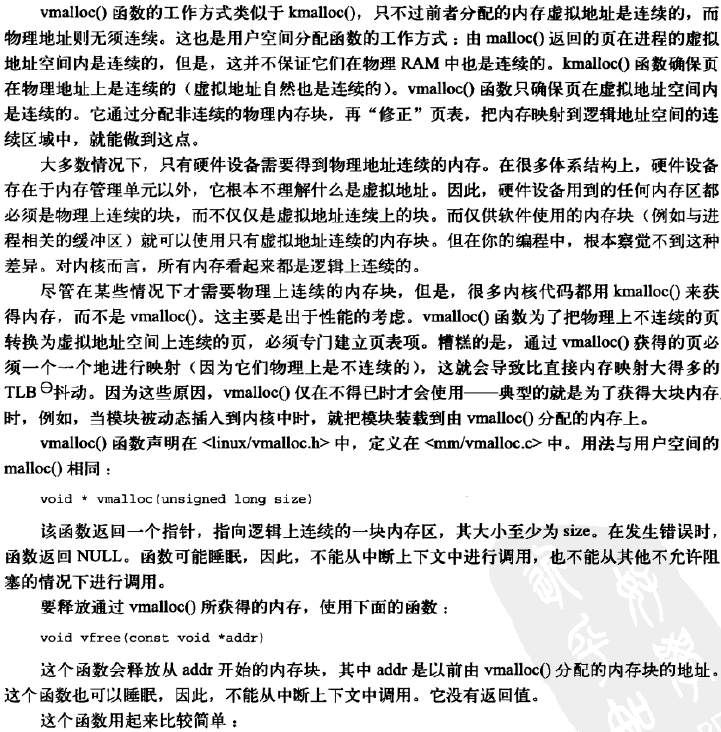 vmalloc() 函数的工作方式类似于 kmalloc(), 只不过前者分配的内存虚拟地址是连续的, 而
物理地址则无须连续。这也是用户空间分配函数的工作方式：由 malloc() 返回的页在进程的虚拟
地址空间内是连续的, 但是, 这并不保证它们在物理 RAM 中也是连续的。kmalloc() 函数确保页
在物理地址上是连续的（虚拟地址自然也是连续的）。vmalloc() 函数只确保页在虚拟地址空间内
是连续的。它通过分配非连续的物理内存块, 再“修正”页表, 把内存映射到逻辑地址空间的连
续区域中, 就能做到这点。
大多数情况下, 只有硬件设备需要得到物理地址连续的内存。在很多体系结构上, 硬件设备
存在于内存管理单元以外, 它根本不理解什么是虚拟地址。因此, 硬件设备用到的任何内存区都
必须是物理上连续的块, 而不仅仅是虚拟地址连续上的块。而仅供软件使用的内存块（例如与进
程相关的缓冲区）就可以使用只有虚拟地址连续的内存块。但在你的编程中, 根本察觉不到这种
差异。对内核而言, 所有内存看起来都是逻辑上连续的。
尽管在某些情况下才需要物理上连续的内存块, 但是, 很多内核代码都用 kmalloc() 来获
得内存, 而不是 vmalloc()。这主要是出于性能的考虑。vmalloc() 函数为了把物理上不连续的页
转换为虚拟地址空间上连续的页, 必须专门建立页表项。糟糕的是, 通过 vmalloc() 获得的页必
须一个一个地进行映射（因为它们物理上是不连续的）, 这就会导致比直接内存映射大得多的
TLB⊖抖动。因为这些原因, vmalloc() 仅在不得已时才会使用——典型的就是为了获得大块内存
时, 例如, 当模块被动态插入到内核中时, 就把模块装载到由 vmalloc() 分配的内存上。
vmalloc() 函数声明在 <linux/vmalloc.h> 中, 定义在 <mm/vmalloc.c> 中。用法与用户空间的
malloc() 相同：
void * vmalloc(unsigned long size)
该函数返回一个指针, 指向逻辑上连续的一块内存区, 其大小至少为 size。在发生错误时,
函数返回 NULL。函数可能睡眠, 因此, 不能从中断上下文中进行调用, 也不能从其他不允许阻
塞的情况下进行调用。
要释放通过 vmalloc() 所获得的内存, 使用下面的函数：
void vfree(const void *addr)
这个函数会释放从 addr 开始的内存块, 其中 addr 是以前由 vmalloc() 分配的内存块的地址。
这个函数也可以睡眠, 因此, 不能从中断上下文中调用。它没有返回值。
这个函数用起来比较简单：